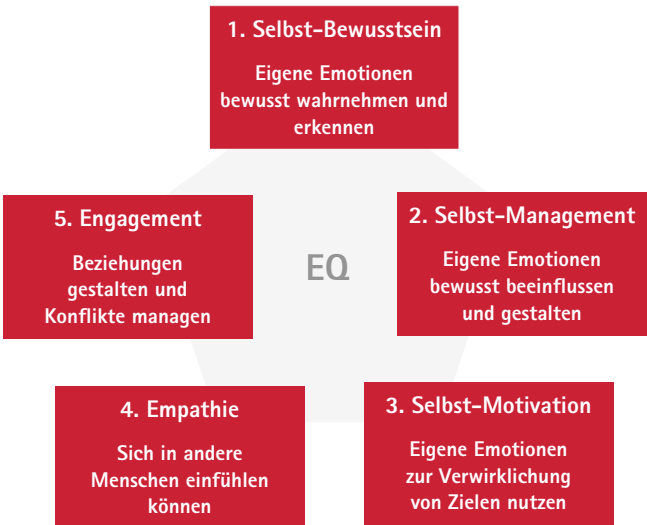 1. Selbst-Bewusstsein
Eigene Emotionen
bewusst wahrnehmen und
erkennen
2. Selbst-Management
Eigene Emotionen
bewusst beeinflussen
und gestalten
3. Selbst-Motivation
Eigene Emotionen
zur Verwirklichung
von Zielen nutzen
4. Empathie
Sich in andere
Menschen einfühlen
können
5. Engagement
Beziehungen
gestalten und
Konflikte managen
EQ